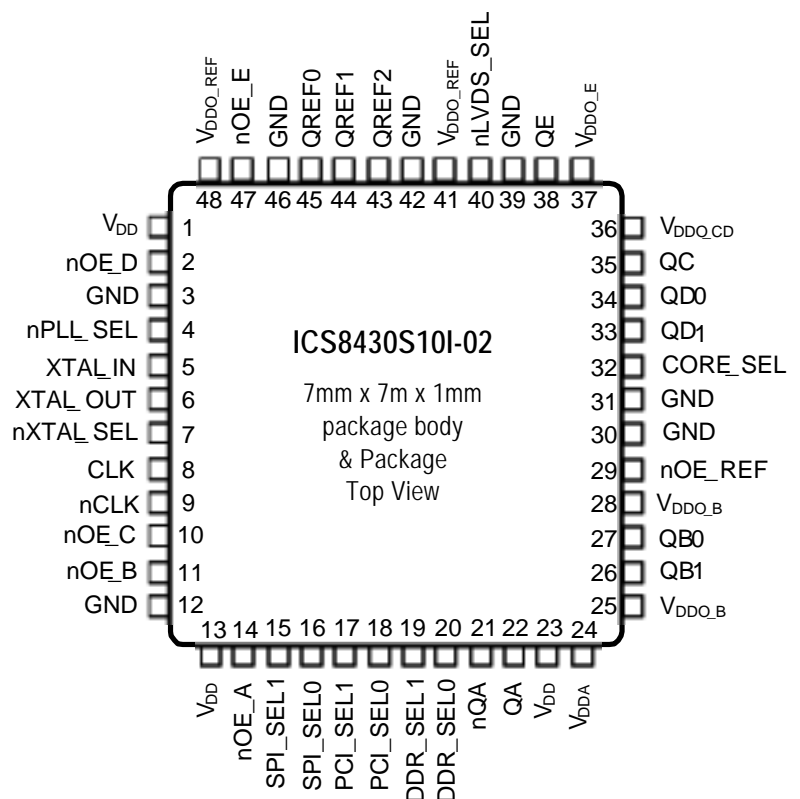 VDDO_REF
nOE_E
GND
QREF0
QREF1
QREF2
GND
VDDO_REF
nLVDS_SEL
GND
QE
VDDO_E
48 47 46 45 44 43 42 41 40 39 38 37
VDD 1
nOE_D 2
GND 3
nPLL_SEL 4
XTAL_IN 5
XTAL_OUT 6
nXTAL_SEL 7
CLK 8
nCLK 9
nOE_C 10
nOE_B 11
GND 12
ICS8430S10I-02
7mm x 7m x 1mm
package body
& Package
Top View
36 VDDO_CD
35 QC
34 QD0
33 QD1
32 CORE_SEL
31 GND
30 GND
29 nOE_REF
28 VDDO_B
27 QB0
26 QB1
25 VDDO_B
13 14 15 16 17 18 19 20 21 22 23 24
VDD
nOE_A
SPI_SEL1
SPI_SEL0
PCI_SEL1
PCI_SEL0
DDR_SEL1
DDR_SEL0
nQA
QA
VDD
VDDA